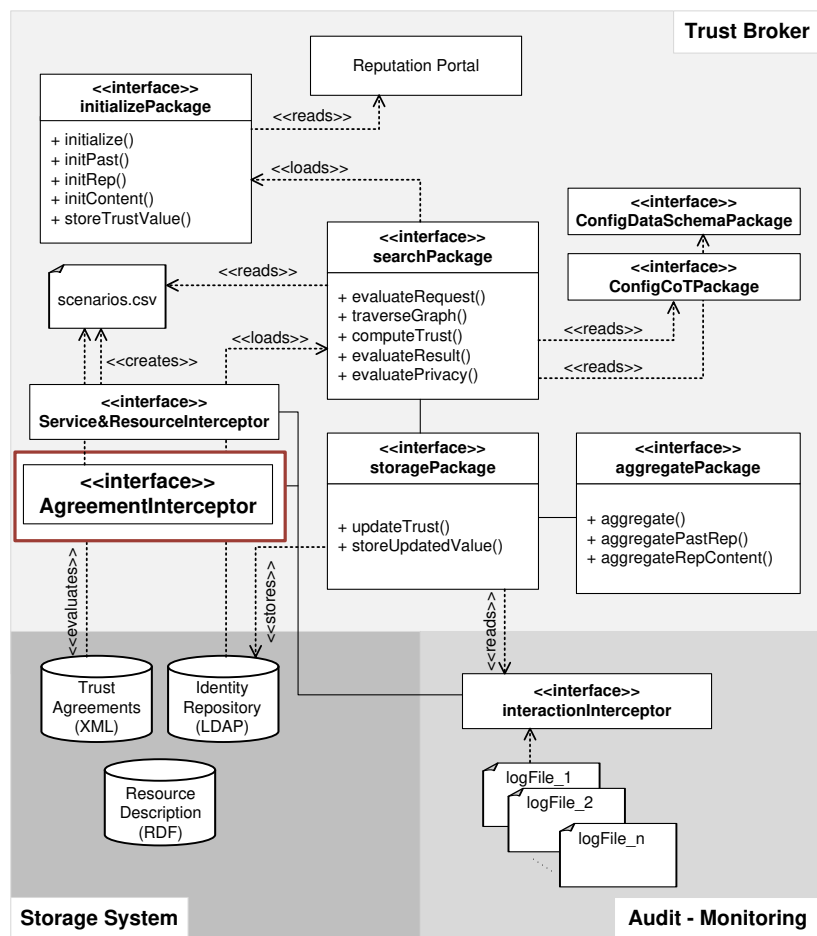 Trust Broker
Reputation Portal
<<interface>>
initializePackage
+ initialize()
+ initPast()
+ initRep()
+ initContent()
+ storeTrustValue()
<<reads>>
<<loads>>
<<interface>>
ConfigDataSchemaPackage
<<interface>>
searchPackage
+ evaluateRequest()
+ traverseGraph()
+ computeTrust()
+ evaluateResult()
+ evaluatePrivacy()
<<interface>>
ConfigCoTPackage
<<reads>>
scenarios.csv
<<reads>>
<<loads>>
<<creates>>
<<reads>>
<<interface>>
Service&ResourceInterceptor
<<interface>>
AgreementInterceptor
<<interface>>
storagePackage
+ updateTrust()
+ storeUpdatedValue()
<<interface>>
aggregatePackage
+ aggregate()
+ aggregatePastRep()
+ aggregateRepContent()
<<evaluates>>
<<stores>>
<<reads>>
Trust
Agreements
(XML)
Identity
Repository
(LDAP)
<<interface>>
interactionInterceptor
Resource
Description
(RDF)
logFile_1
logFile_2
logFile_n
Storage System
Audit - Monitoring